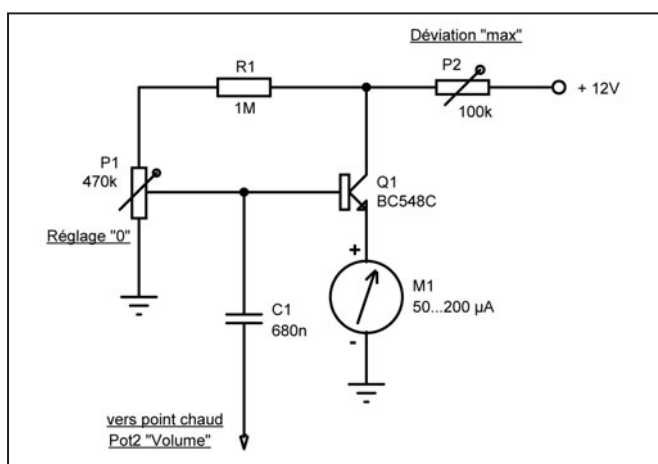 Déviation "max"
P2
100k
+ 12V
R1
1M
P1
470k
Réglage "0"
Q1
BC548C
+
M1
50...200 µA
-
C1
680n
vers point chaud
Pot2 "Volume"